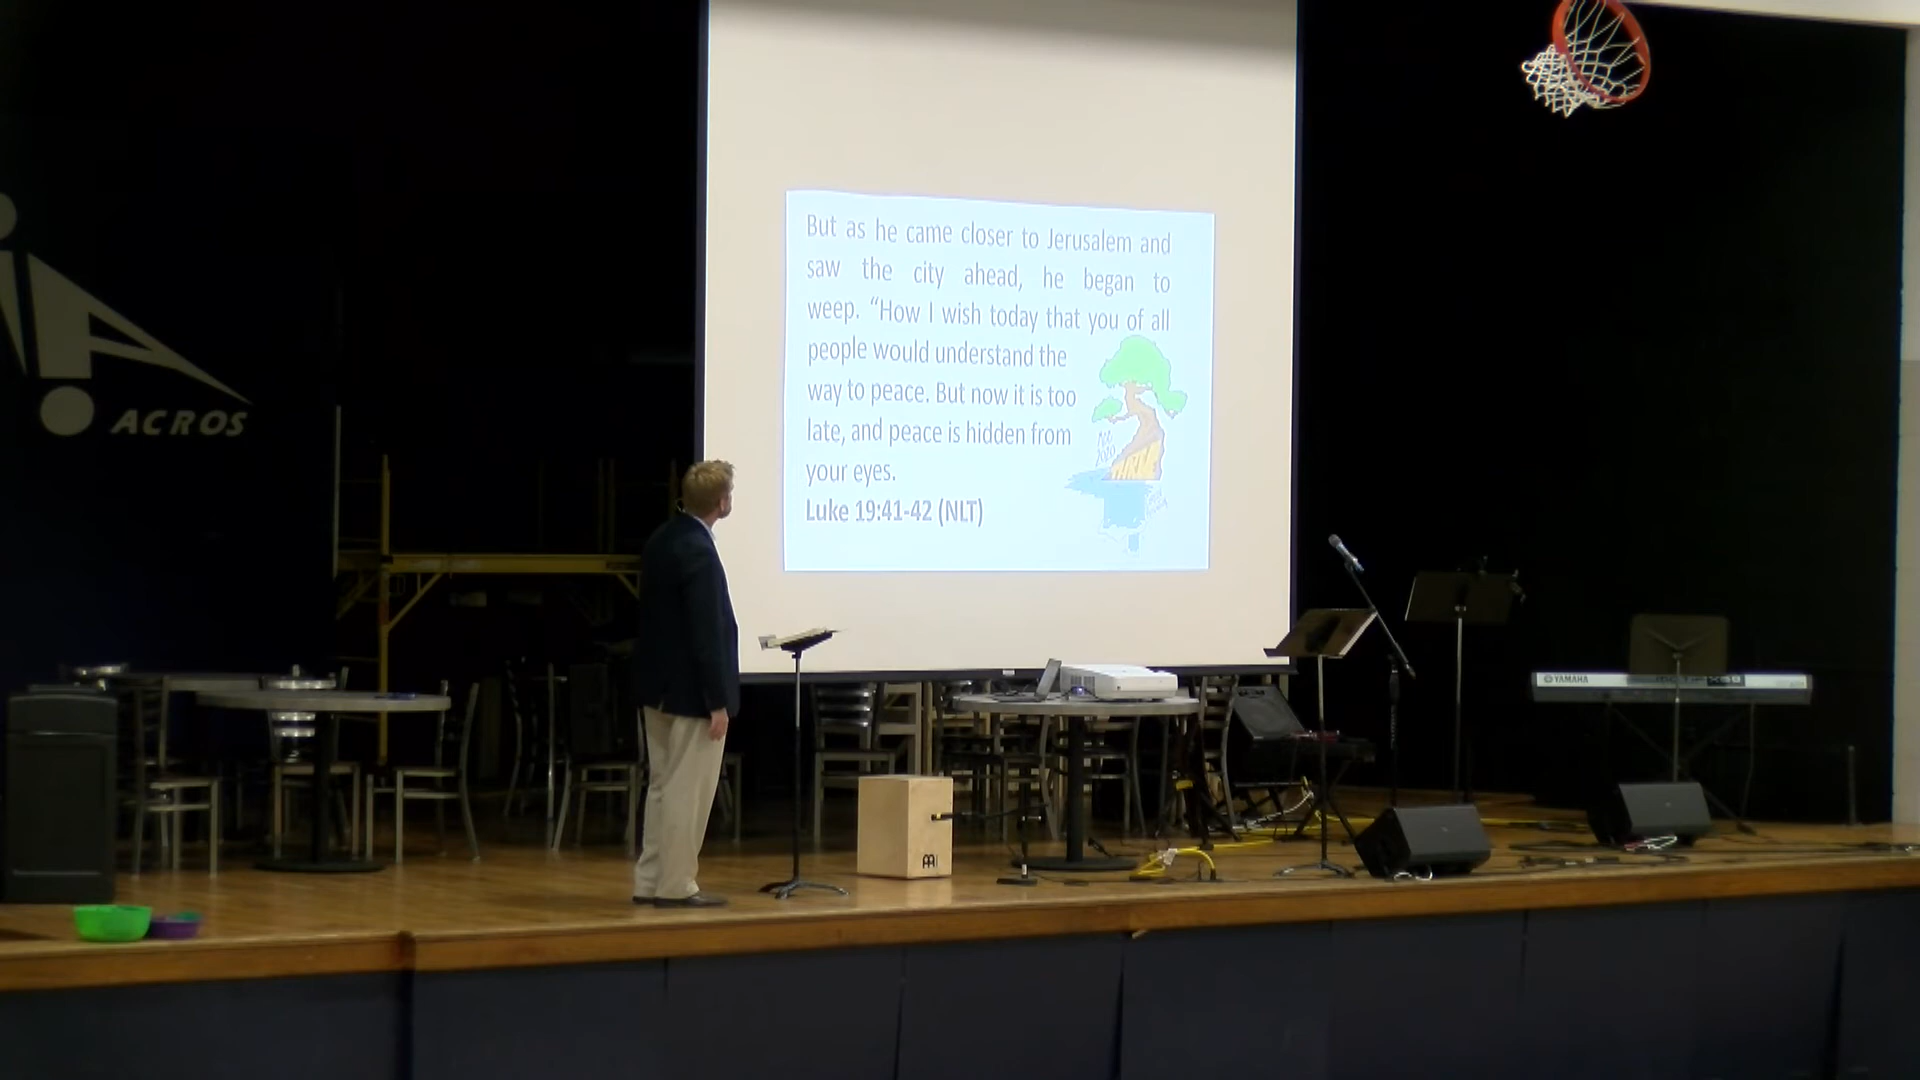 But as he came closer to Jerusalem and
saw the city ahead, he began to
weep. “How I wish today that you of all
people would understand the
way to peace. But now it is too
late, and peace is hidden from
your eyes.
Luke 19:41-42 (NLT)
2020
THRIVE
ACROS
YAMAHA